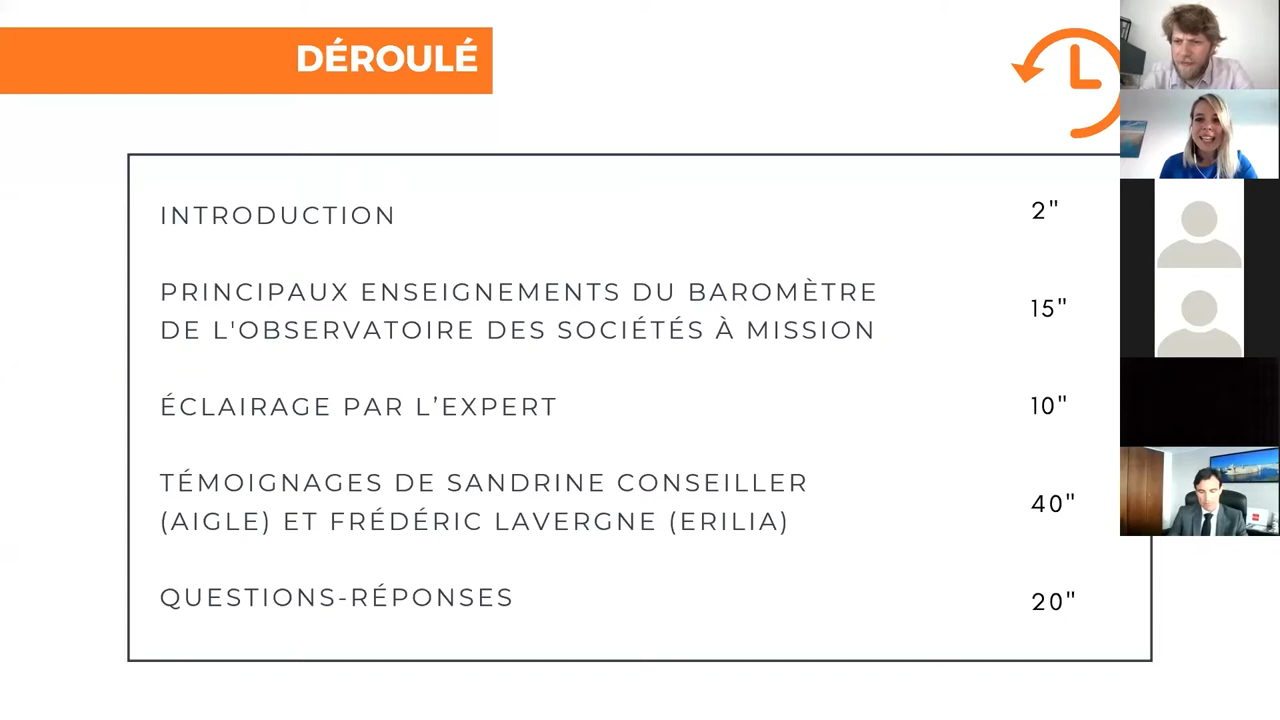 DÉROULÉ
INTRODUCTION 2"
PRINCIPAUX ENSEIGNEMENTS DU BAROMÈTRE
DE L'OBSERVATOIRE DES SOCIÉTÉS À MISSION 15"
ÉCLAIRAGE PAR L’EXPERT 10"
TÉMOIGNAGES DE SANDRINE CONSEILLER
(AIGLE) ET FRÉDÉRIC LAVERGNE (ERILIA) 40"
QUESTIONS-RÉPONSES 20"